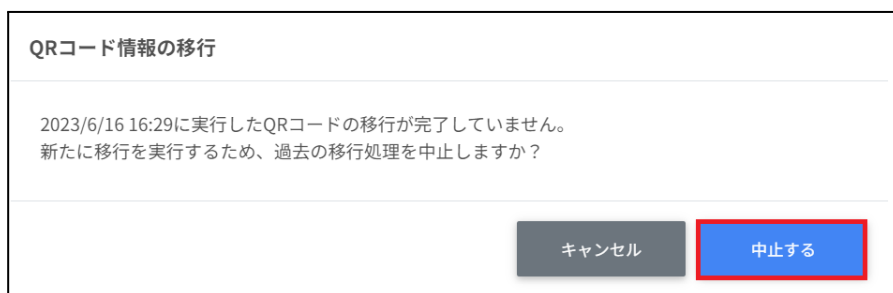 QRコード情報の移行
2023/6/16 16:29に実行したQRコードの移行が完了していません。
新たに移行を実行するため、過去の移行処理を中止しますか？
キャンセル
中止する